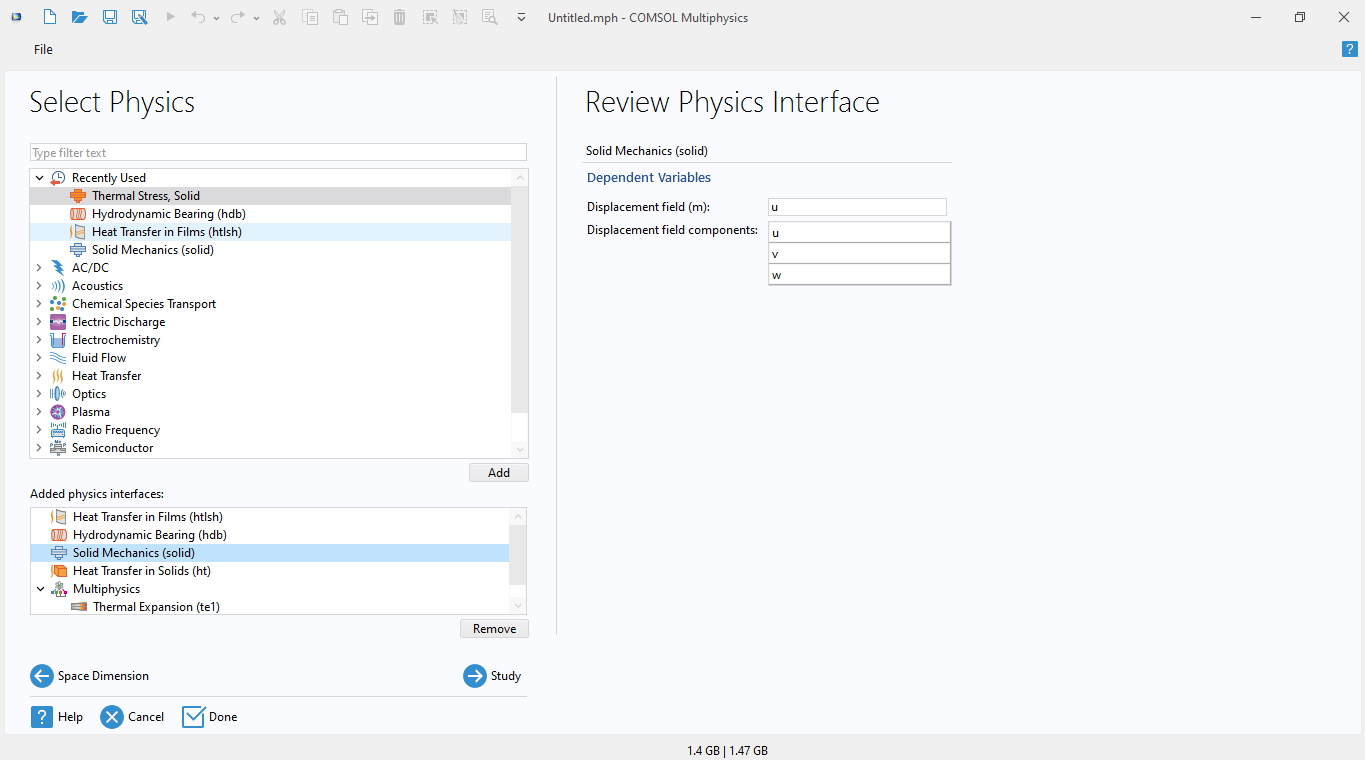 Untitled.mph - COMSOL Multiphysics
File
?
Select Physics
Type filter text
Recently Used
Thermal Stress, Solid
Hydrodynamic Bearing (hdb)
Heat Transfer in Films (htlsh)
Solid Mechanics (solid)
AC/DC
Acoustics
Chemical Species Transport
Electric Discharge
Electrochemistry
Fluid Flow
Heat Transfer
Optics
Plasma
Radio Frequency
Semiconductor
Add
Added physics interfaces:
Heat Transfer in Films (htlsh)
Hydrodynamic Bearing (hdb)
Solid Mechanics (solid)
Heat Transfer in Solids (ht)
Multiphysics
Thermal Expansion (te1)
Remove
Space Dimension
Study
? Help
Cancel
Done
Review Physics Interface
Solid Mechanics (solid)
Dependent Variables
Displacement field (m): u
Displacement field components: u
v
w
1.4 GB | 1.47 GB